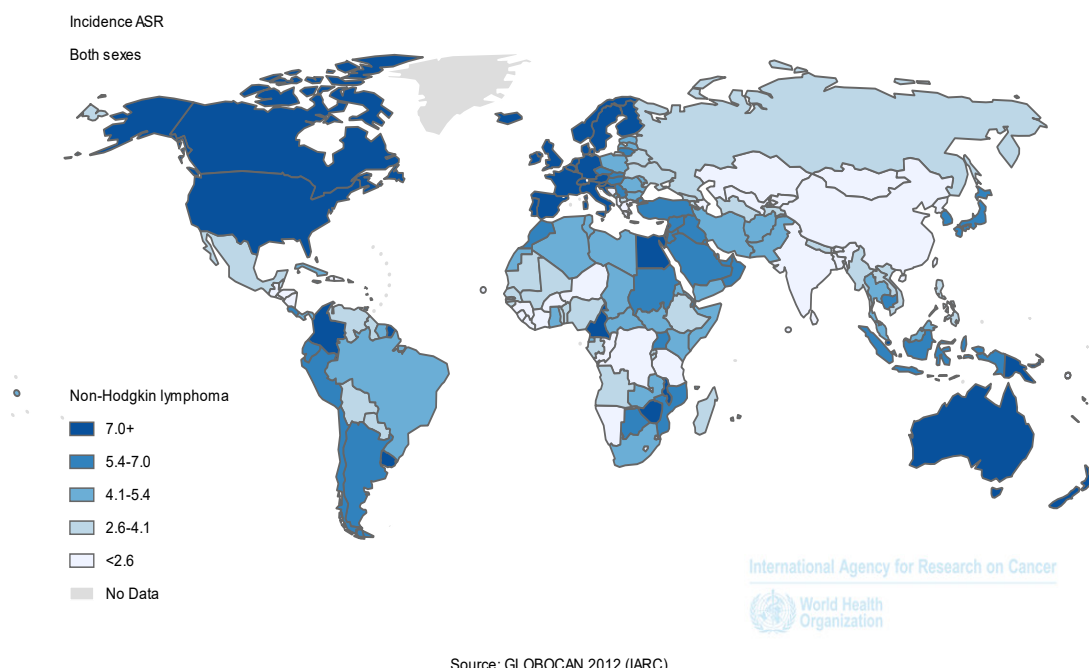 Incidence ASR
Both sexes
Non-Hodgkin lymphoma
7.0+
5.4-7.0
4.1-5.4
2.6-4.1
<2.6
No Data
International Agency for Research on Cancer
World Health
Organization
Source: GLOBOCAN 2012 (IARC)